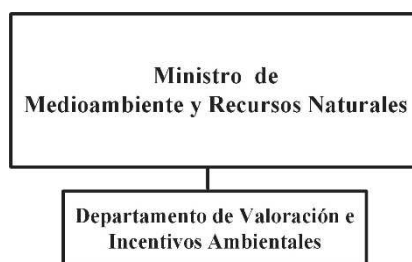 Ministro de
Medioambiente y Recursos Naturales
Departamento de Valoración e
Incentivos Ambientales